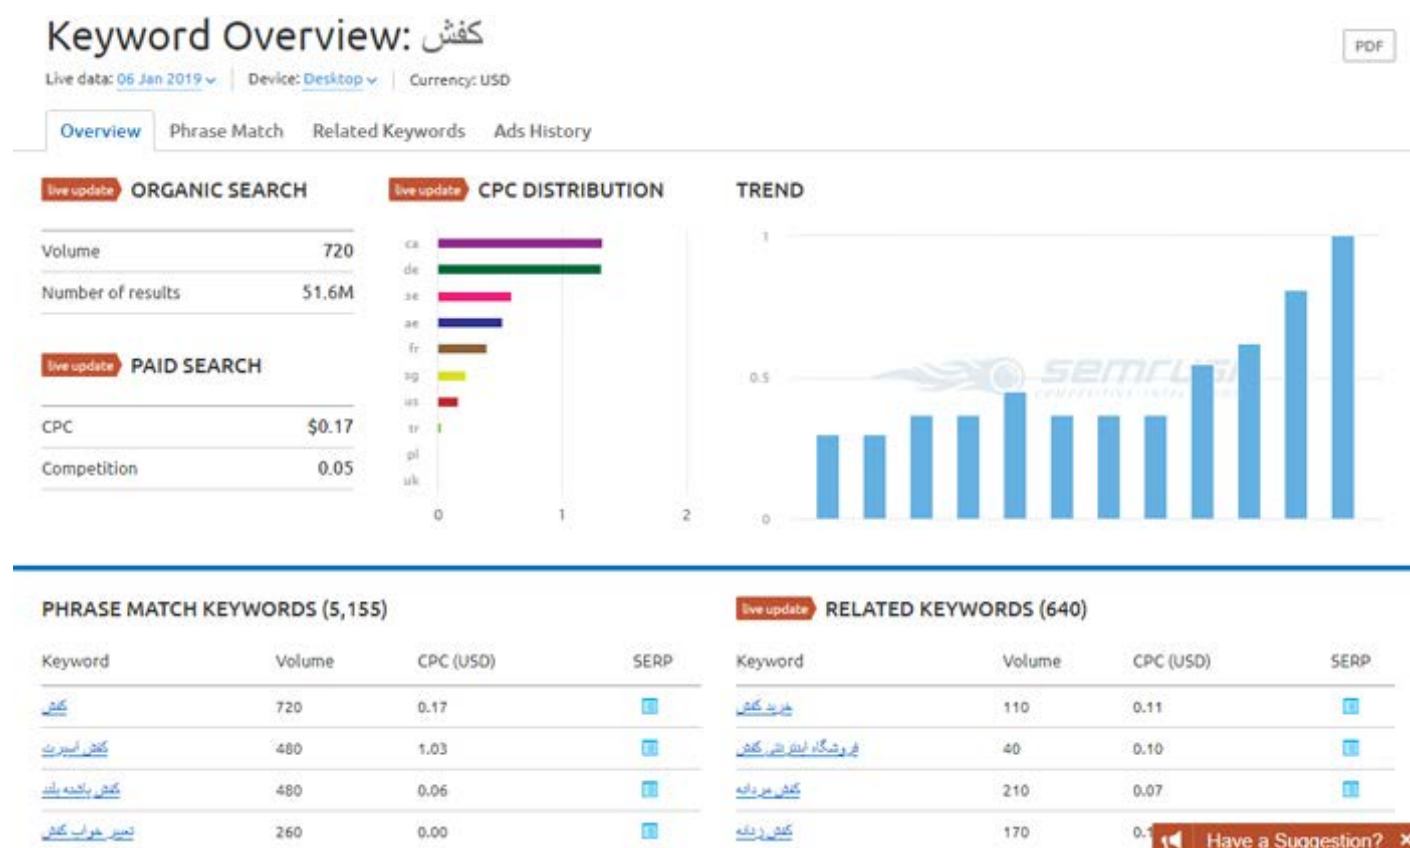 Keyword Overview: کفش
PDF
Live data: 06 Jan 2019 Device: Desktop Currency: USD
Overview Phrase Match Related Keywords Ads History
live update ORGANIC SEARCH
Volume 720
Number of results 51.6M
live update PAID SEARCH
CPC $0.17
Competition 0.05
live update CPC DISTRIBUTION
ca
de
se
ae
fr
sg
us
tr
pl
uk
0 1 2
TREND
1
0.5
0
semrush
PHRASE MATCH KEYWORDS (5,155)
Keyword Volume CPC (USD) SERP
کفش 720 0.17
کفش اسپرت 480 1.03
کفش پاشنه بلند 480 0.06
تعبیر خواب کفش 260 0.00
live update RELATED KEYWORDS (640)
Keyword Volume CPC (USD) SERP
خرید کفش 110 0.11
فروشگاه اینترنتی کفش 40 0.10
کفش مردانه 210 0.07
کفش زنانه 170
Have a Suggestion? ×